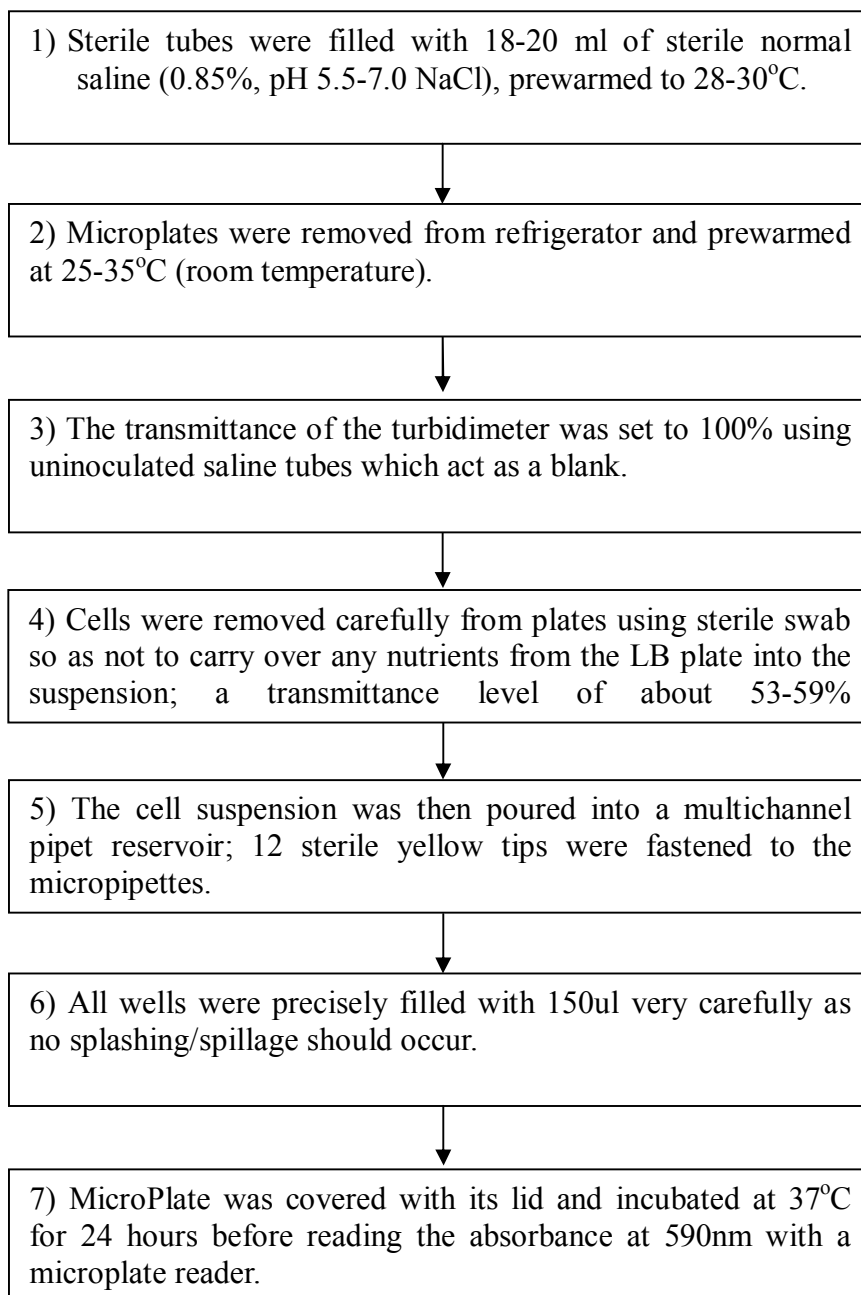 1) Sterile tubes were filled with 18-20 ml of sterile normal
saline (0.85%, pH 5.5-7.0 NaCl), prewarmed to 28-30°C.
2) Microplates were removed from refrigerator and prewarmed
at 25-35°C (room temperature).
3) The transmittance of the turbidimeter was set to 100% using
uninoculated saline tubes which act as a blank.
4) Cells were removed carefully from plates using sterile swab
so as not to carry over any nutrients from the LB plate into the
suspension; a transmittance level of about 53-59%
5) The cell suspension was then poured into a multichannel
pipet reservoir; 12 sterile yellow tips were fastened to the
micropipettes.
6) All wells were precisely filled with 150ul very carefully as
no splashing/spillage should occur.
7) MicroPlate was covered with its lid and incubated at 37°C
for 24 hours before reading the absorbance at 590nm with a
microplate reader.